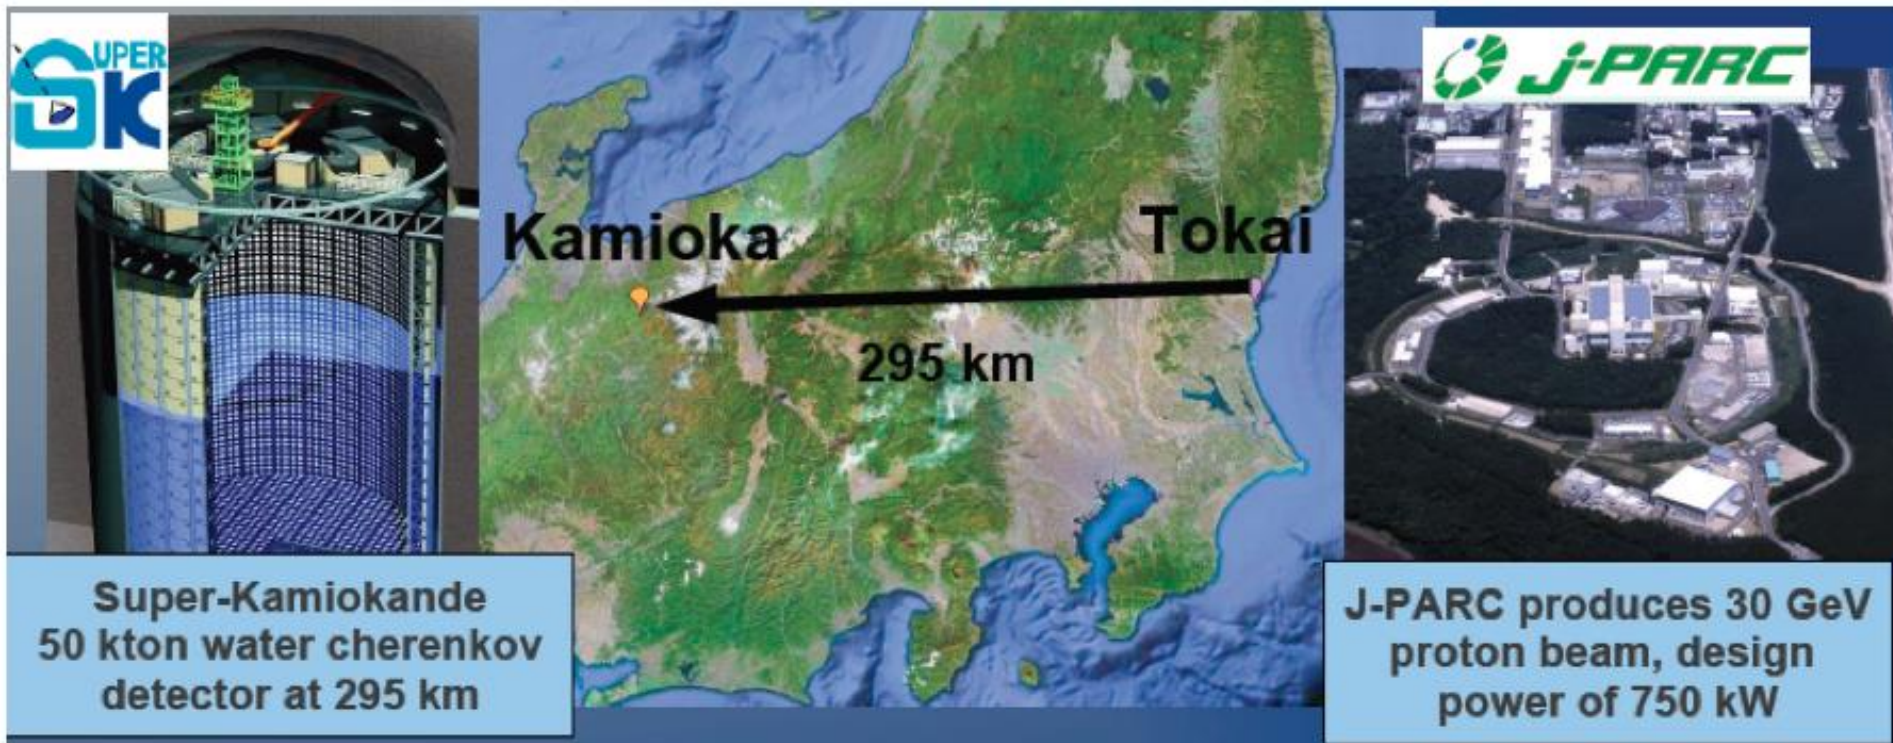 SUPER
SK
Kamioka
Tokai
295 km
J-PARC
Super-Kamiokande
50 kton water cherenkov
detector at 295 km
J-PARC produces 30 GeV
proton beam, design
power of 750 kW